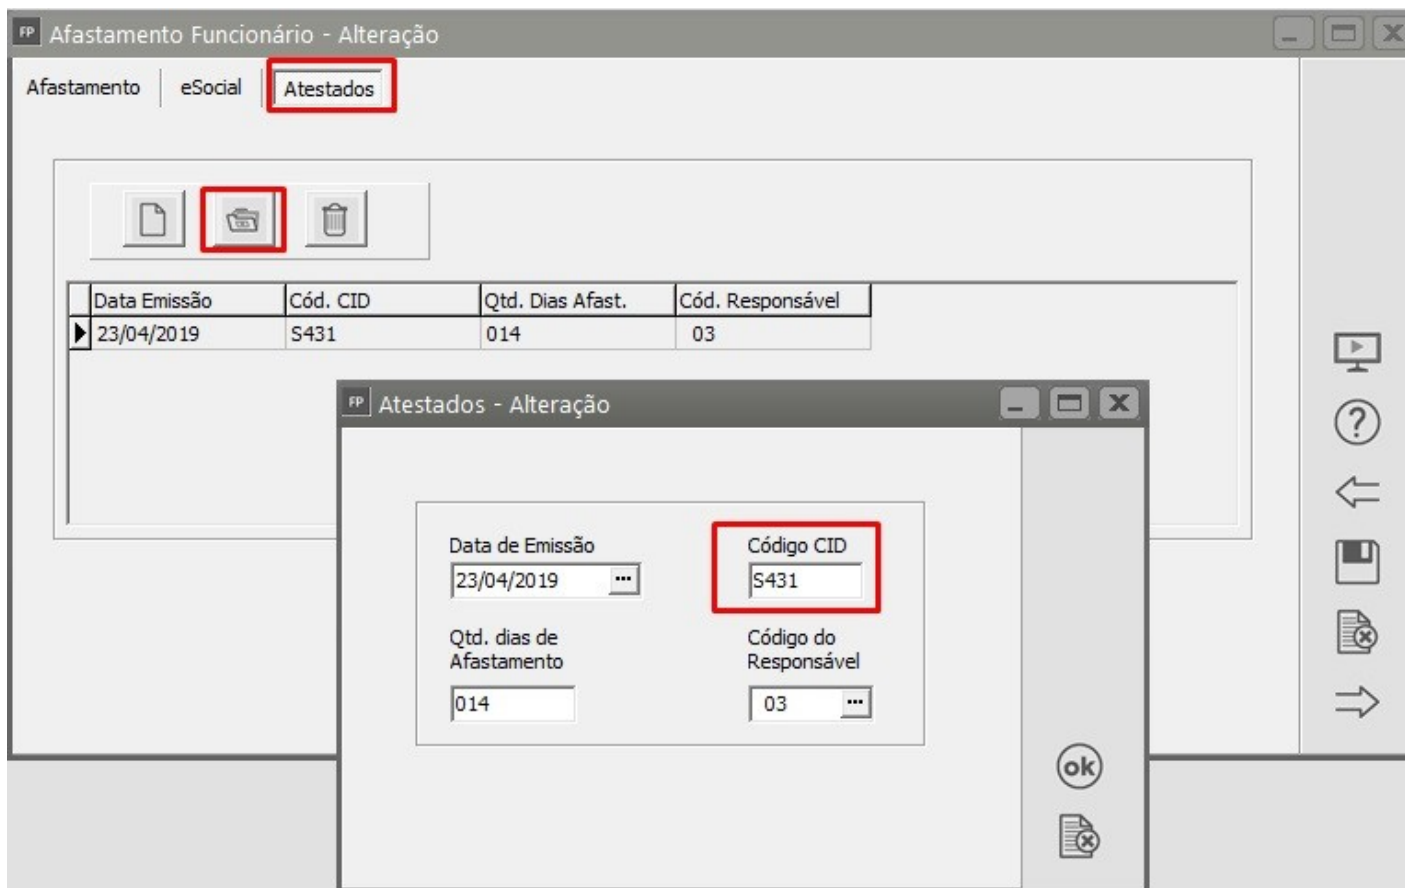 FP Afastamento Funcionário - Alteração
Afastamento eSocial Atestados
Data Emissão Cód. CID Qtd. Dias Afast. Cód. Responsável
23/04/2019 S431 014 03
FP Atestados - Alteração
Data de Emissão Código CID
23/04/2019 ... S431
Qtd. dias de Código do
Afastamento Responsável
014 03 ...
ok